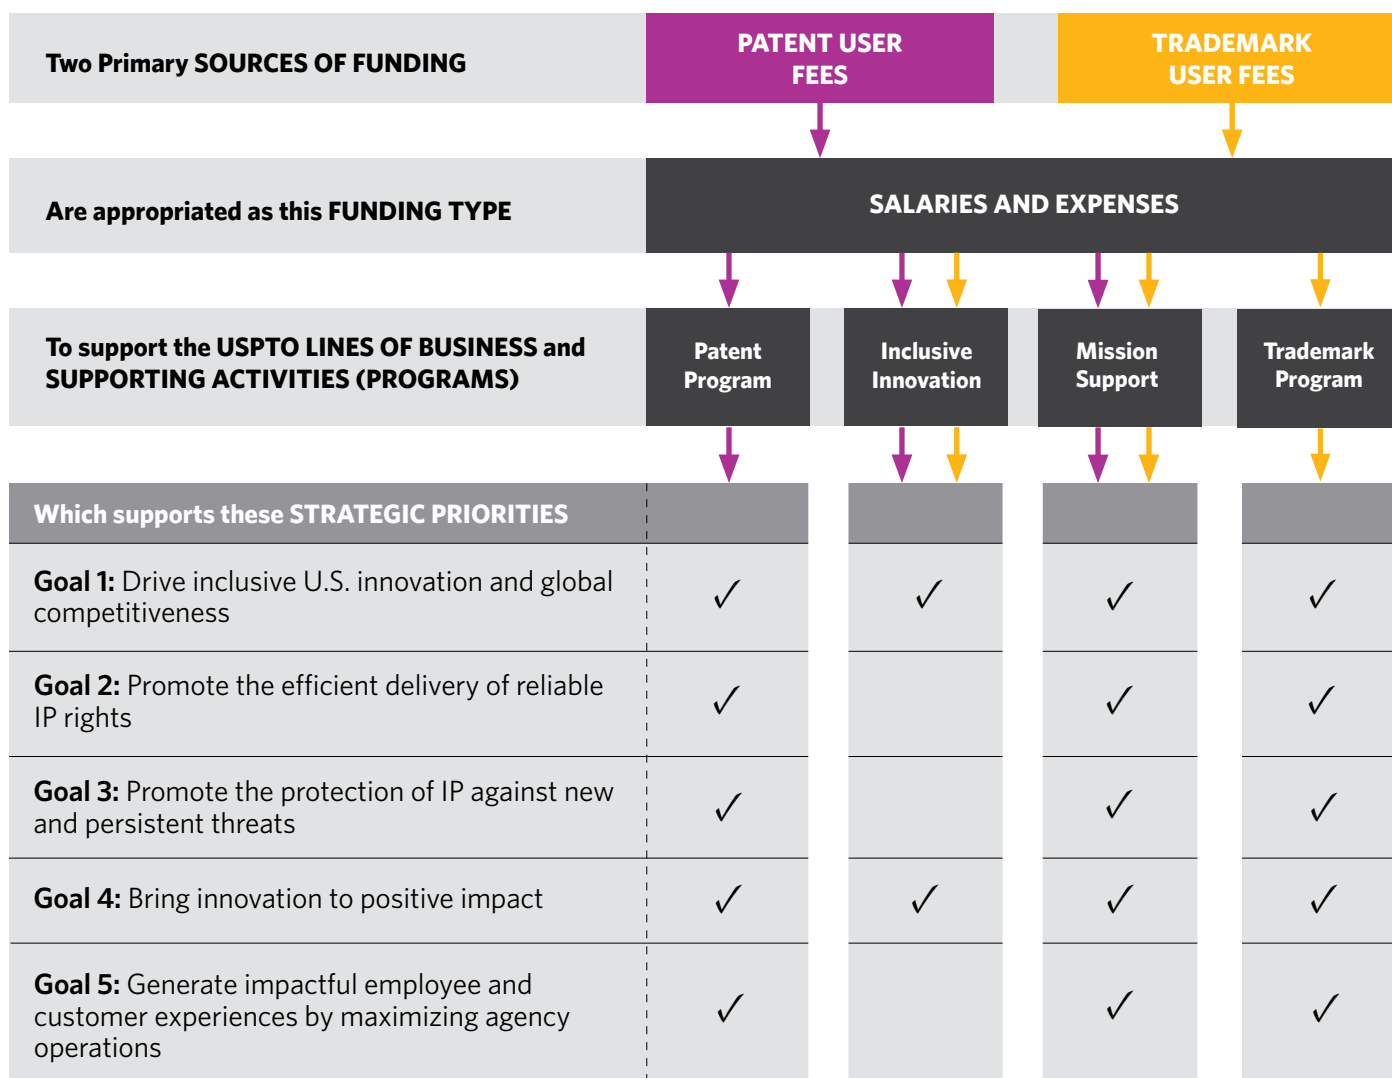 Two Primary SOURCES OF FUNDING
PATENT USER
FEES
TRADEMARK
USER FEES
Are appropriated as this FUNDING TYPE
SALARIES AND EXPENSES
To support the USPTO LINES OF BUSINESS and
SUPPORTING ACTIVITIES (PROGRAMS)
Patent
Program
Inclusive
Innovation
Mission
Support
Trademark
Program
Which supports these STRATEGIC PRIORITIES
Goal 1: Drive inclusive U.S. innovation and global
competitiveness
✓ ✓ ✓ ✓
Goal 2: Promote the efficient delivery of reliable
IP rights
✓ ✓ ✓
Goal 3: Promote the protection of IP against new
and persistent threats
✓ ✓ ✓
Goal 4: Bring innovation to positive impact
✓ ✓ ✓ ✓
Goal 5: Generate impactful employee and
customer experiences by maximizing agency
operations
✓ ✓ ✓